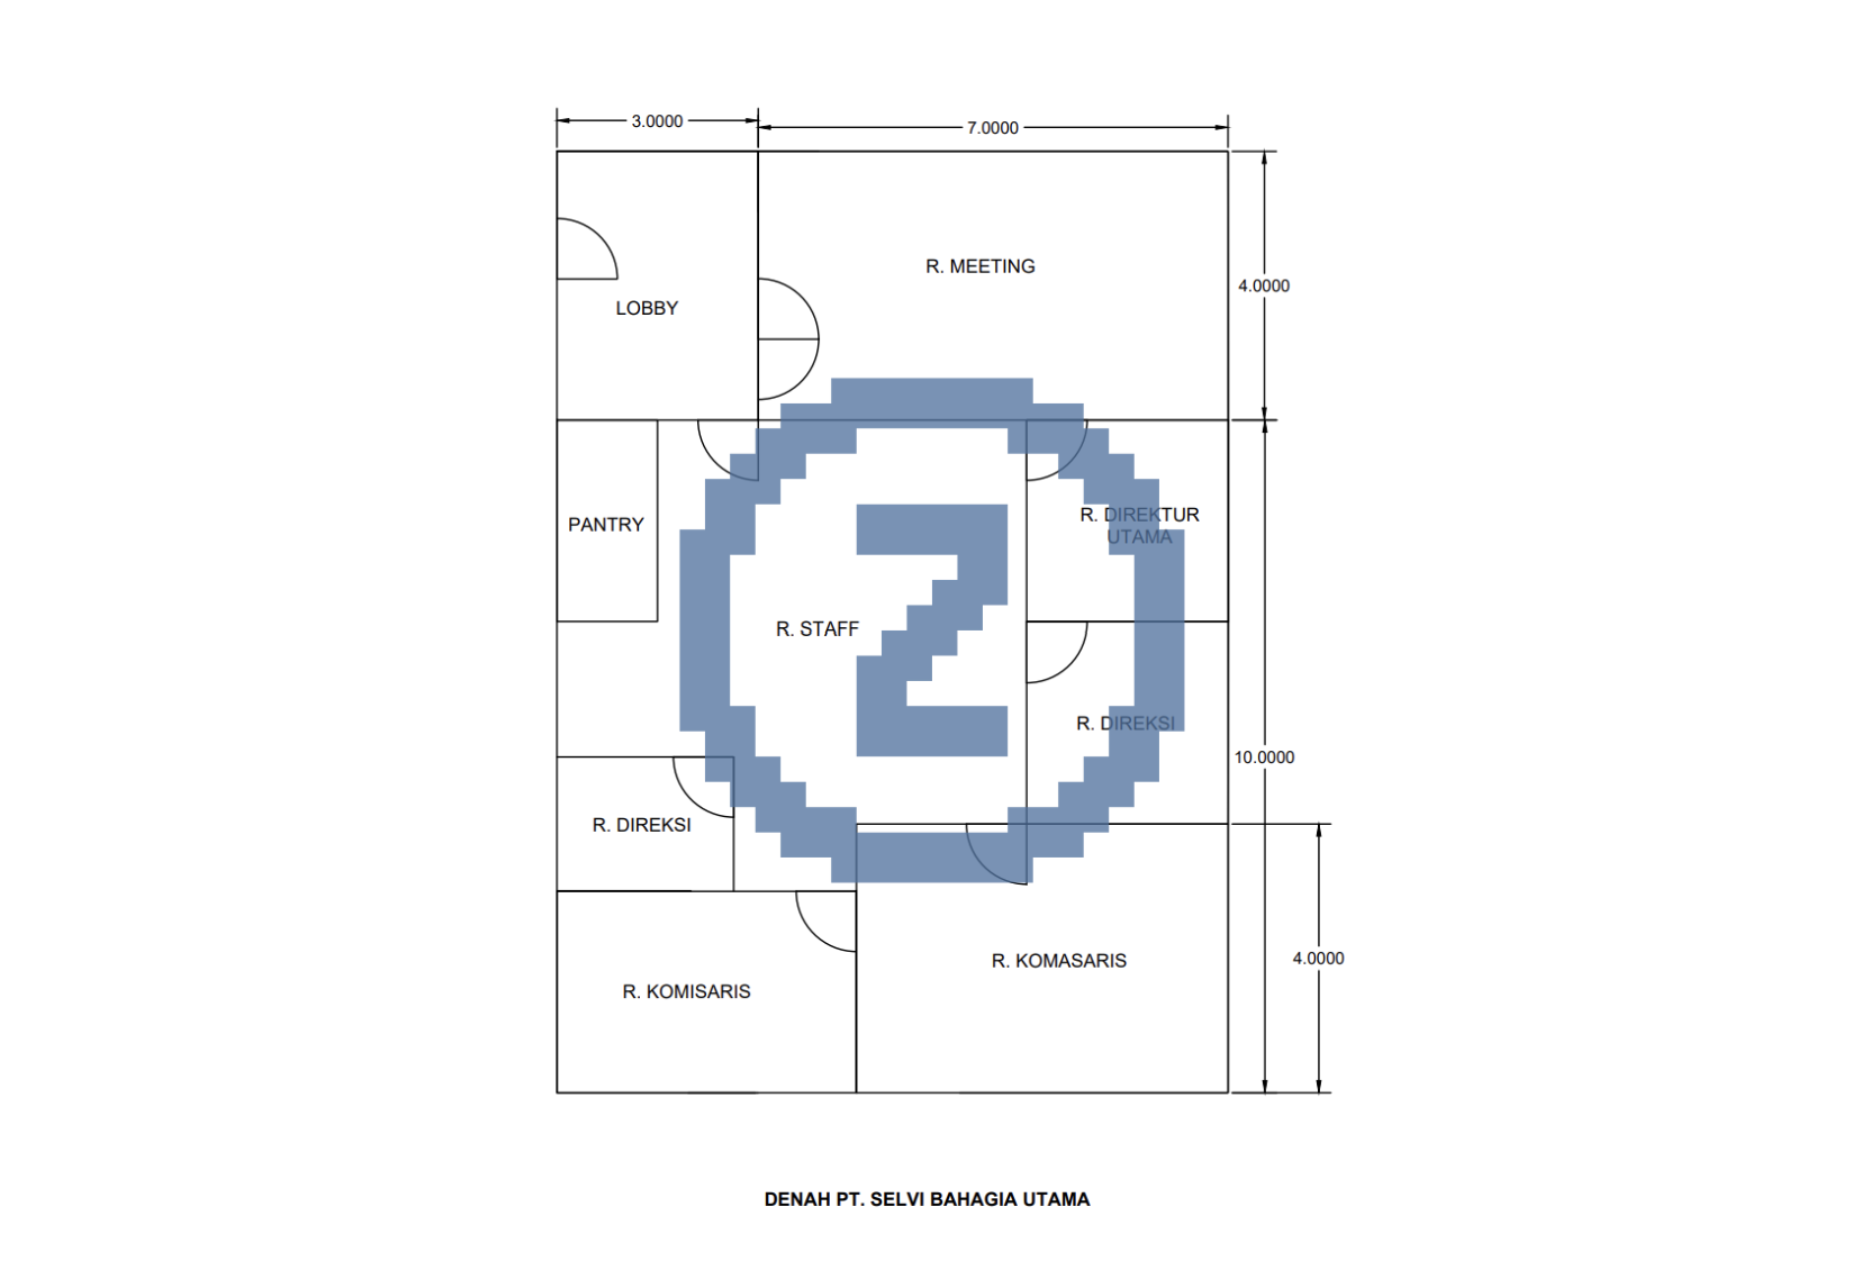 3.0000
7.0000
R. MEETING
4.0000
LOBBY
PANTRY
R. DIREKTUR
UTAMA
R. STAFF
R. DIREKSI
10.0000
R. DIREKSI
4.0000
R. KOMASARIS
R. KOMISARIS
DENAH PT. SELVI BAHAGIA UTAMA
2